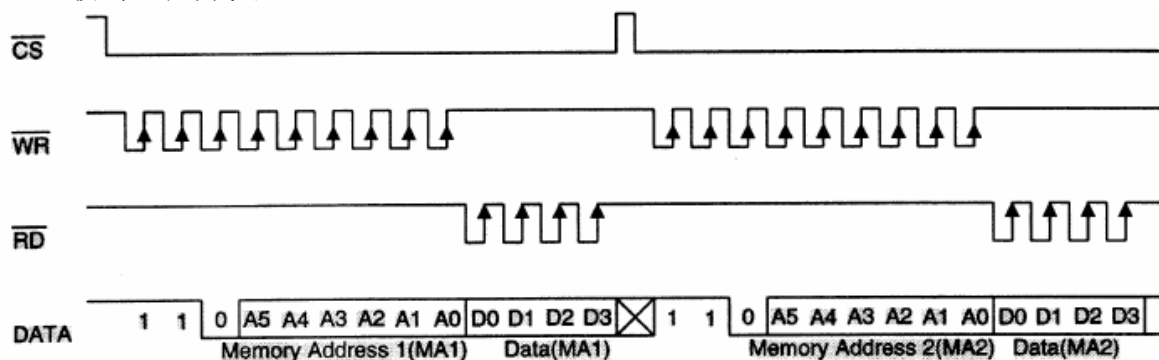 CS
WR
RD
DATA 1 1 0 A5 A4 A3 A2 A1 A0 D0 D1 D2 D3 1 1 0 A5 A4 A3 A2 A1 A0 D0 D1 D2 D3
Memory Address 1(MA1) Data(MA1) Memory Address 2(MA2) Data(MA2)